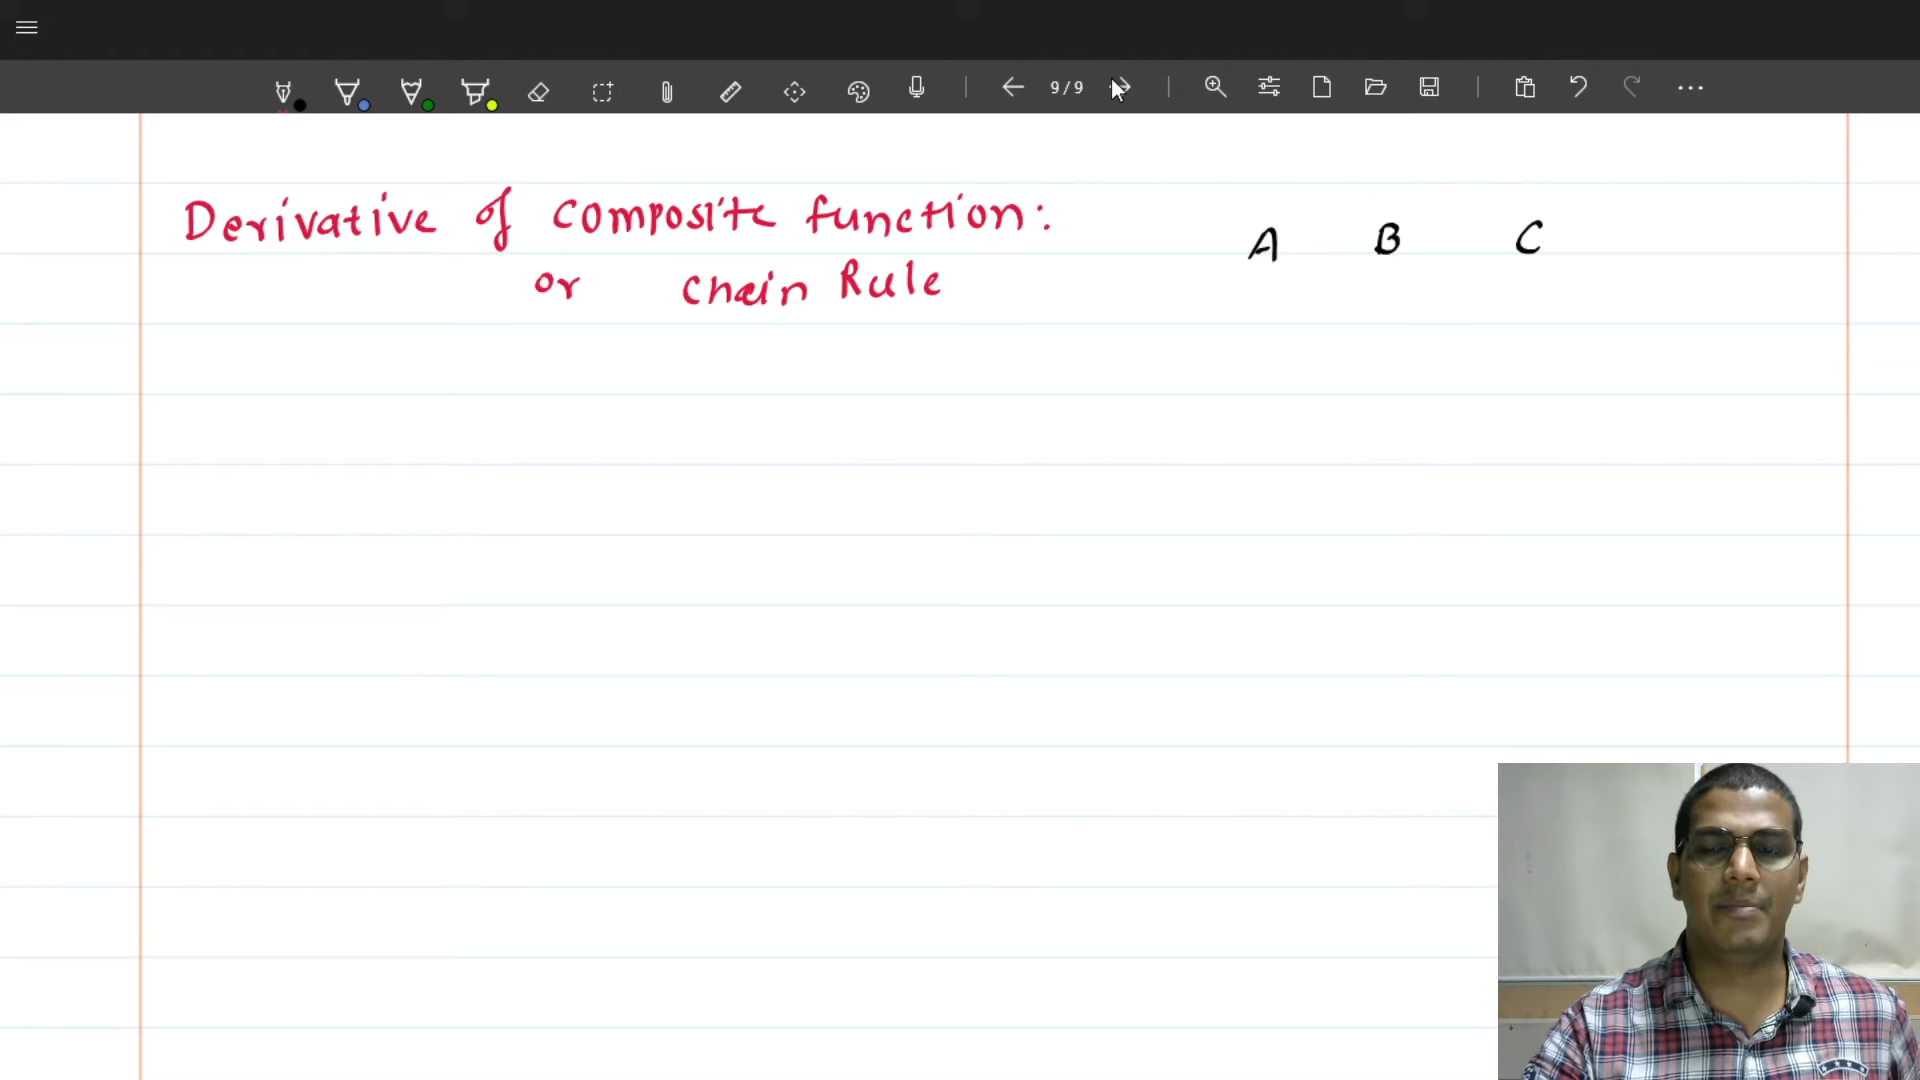 9/9
Derivative of composite function:
A B C
or chain Rule